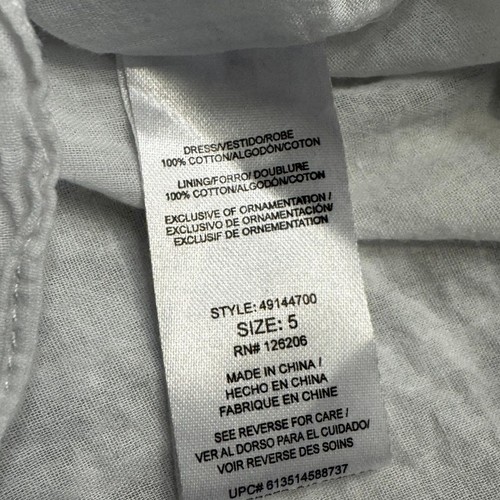 DRESS/VESTIDO/ROBE
100% COTTON/ALGODÓN/COTON
LINING/FORRO/ DOUBLURE
100% COTTON/ALGODÓN/COTON
EXCLUSIVE OF ORNAMENTATION/
EXCLUSIVO DE ORNAMENTACIÓN/
EXCLUSIF DE ORNEMENTATION
STYLE: 49144700
SIZE: 5
RN# 126206
MADE IN CHINA /
HECHO EN CHINA
FABRIQUE EN CHINE
SEE REVERSE FOR CARE /
VER AL DORSO PARA EL CUIDADO/
VOIR REVERSE DES SOINS
UPC# 613514588737